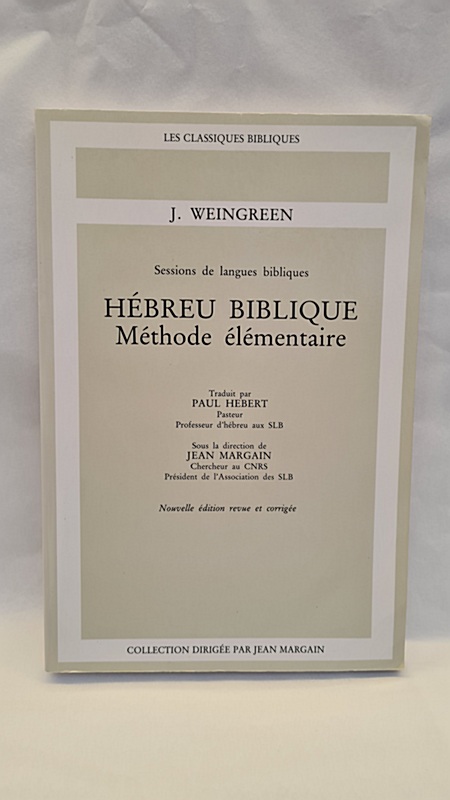 LES CLASSIQUES BIBLIQUES
J. WEINGREEN
Sessions de langues bibliques
HÉBREU BIBLIQUE
Méthode élémentaire
Traduit par
PAUL HEBERT
Pasteur
Professeur d'hébreu aux SLB
Sous la direction de
JEAN MARGAIN
Chercheur au CNRS
Président de l'Association des SLB
Nouvelle édition revue et corrigée
COLLECTION DIRIGÉE PAR JEAN MARGAIN